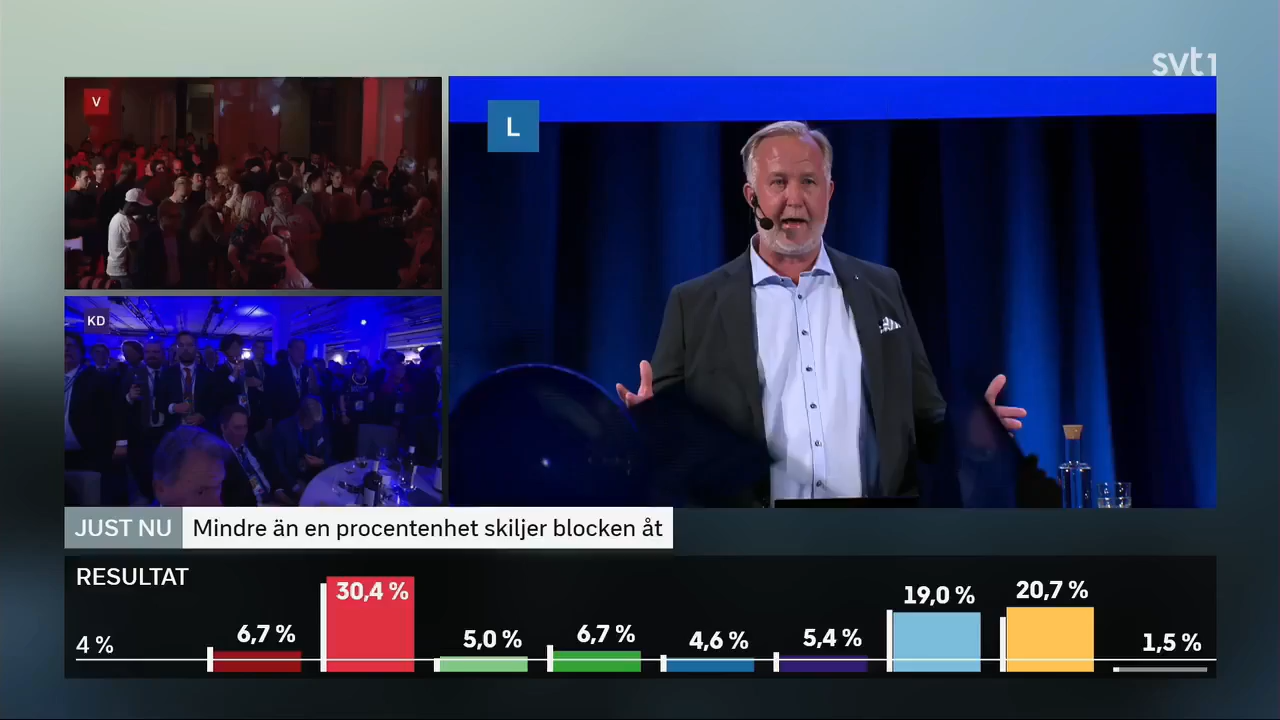 svt1
V
L
KD
JUST NU Mindre än en procentenhet skiljer blocken åt
RESULTAT
4 %
6,7 %
30,4 %
5,0 %
6,7 %
4,6 %
5,4 %
19,0 %
20,7 %
1,5 %